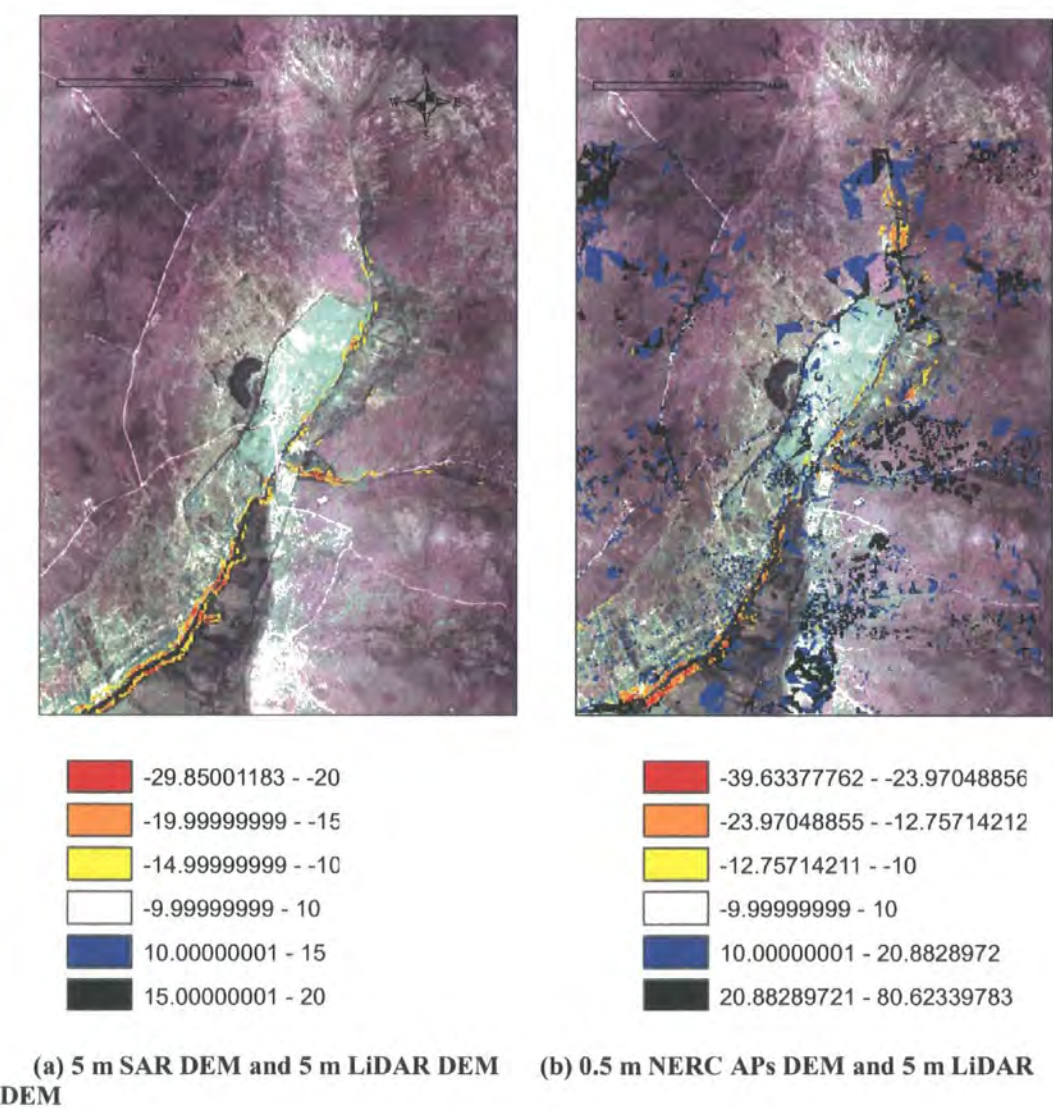 W E
-29.85001183 - -20
-19.99999999 - -15
-14.99999999 - -10
-9.99999999 - 10
10.00000001 - 15
15.00000001 - 20
-39.63377762 - -23.97048856
-23.97048855 - -12.75714212
-12.75714211 - -10
-9.99999999 - 10
10.00000001 - 20.8828972
20.88289721 - 80.62339783
(a) 5 m SAR DEM and 5 m LiDAR DEM (b) 0.5 m NERC APs DEM and 5 m LiDAR
DEM